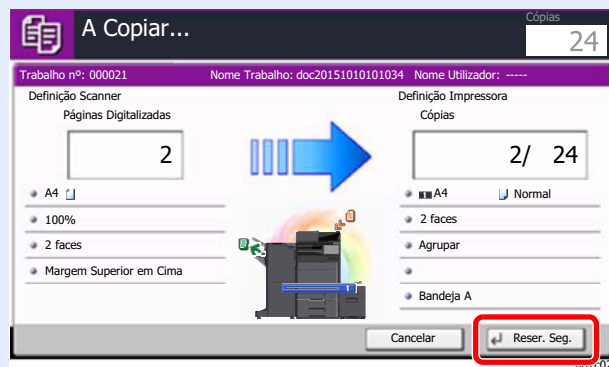 A Copiar...
Cópias
24
Trabalho nº: 000021 Nome Trabalho: doc20151010101034 Nome Utilizador: -----
Definição Scanner
Páginas Digitalizadas
2
A4
100%
2 faces
Margem Superior em Cima
Definição Impressora
Cópias
2/ 24
A4 Normal
2 faces
Agrupar
Bandeja A
Cancelar
Reser. Seg.